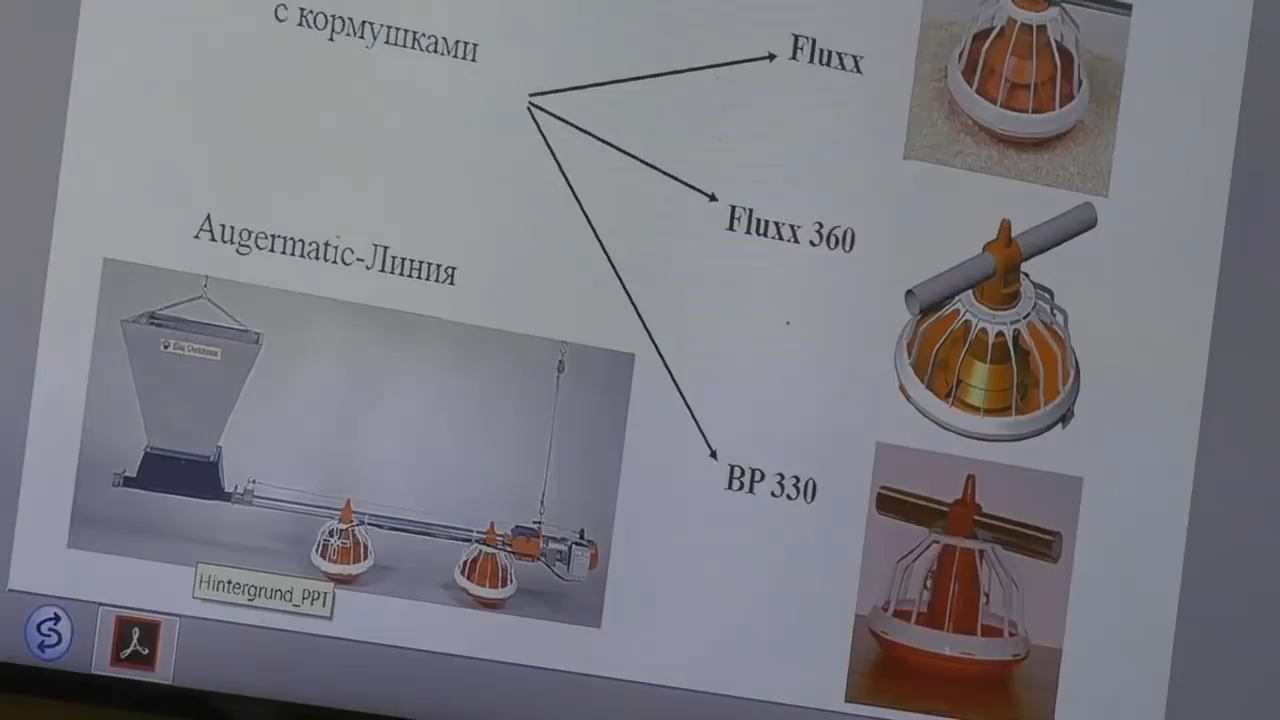 с кормушками
Fluxx
Fluxx 360
Augermatic-Линия
BP 330
Hintergrund_PPT